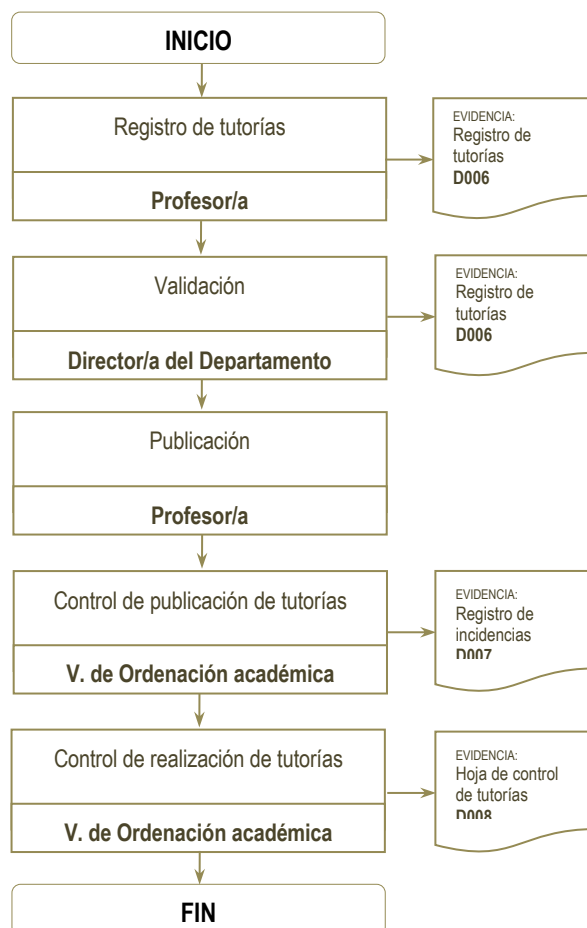 INICIO
Registro de tutorías
Profesor/a
EVIDENCIA:
Registro de
tutorías
D006
Validación
Director/a del Departamento
EVIDENCIA:
Registro de
tutorías
D006
Publicación
Profesor/a
Control de publicación de tutorías
V. de Ordenación académica
EVIDENCIA:
Registro de
incidencias
D007
Control de realización de tutorías
V. de Ordenación académica
EVIDENCIA:
Hoja de control
de tutorías
D008
FIN